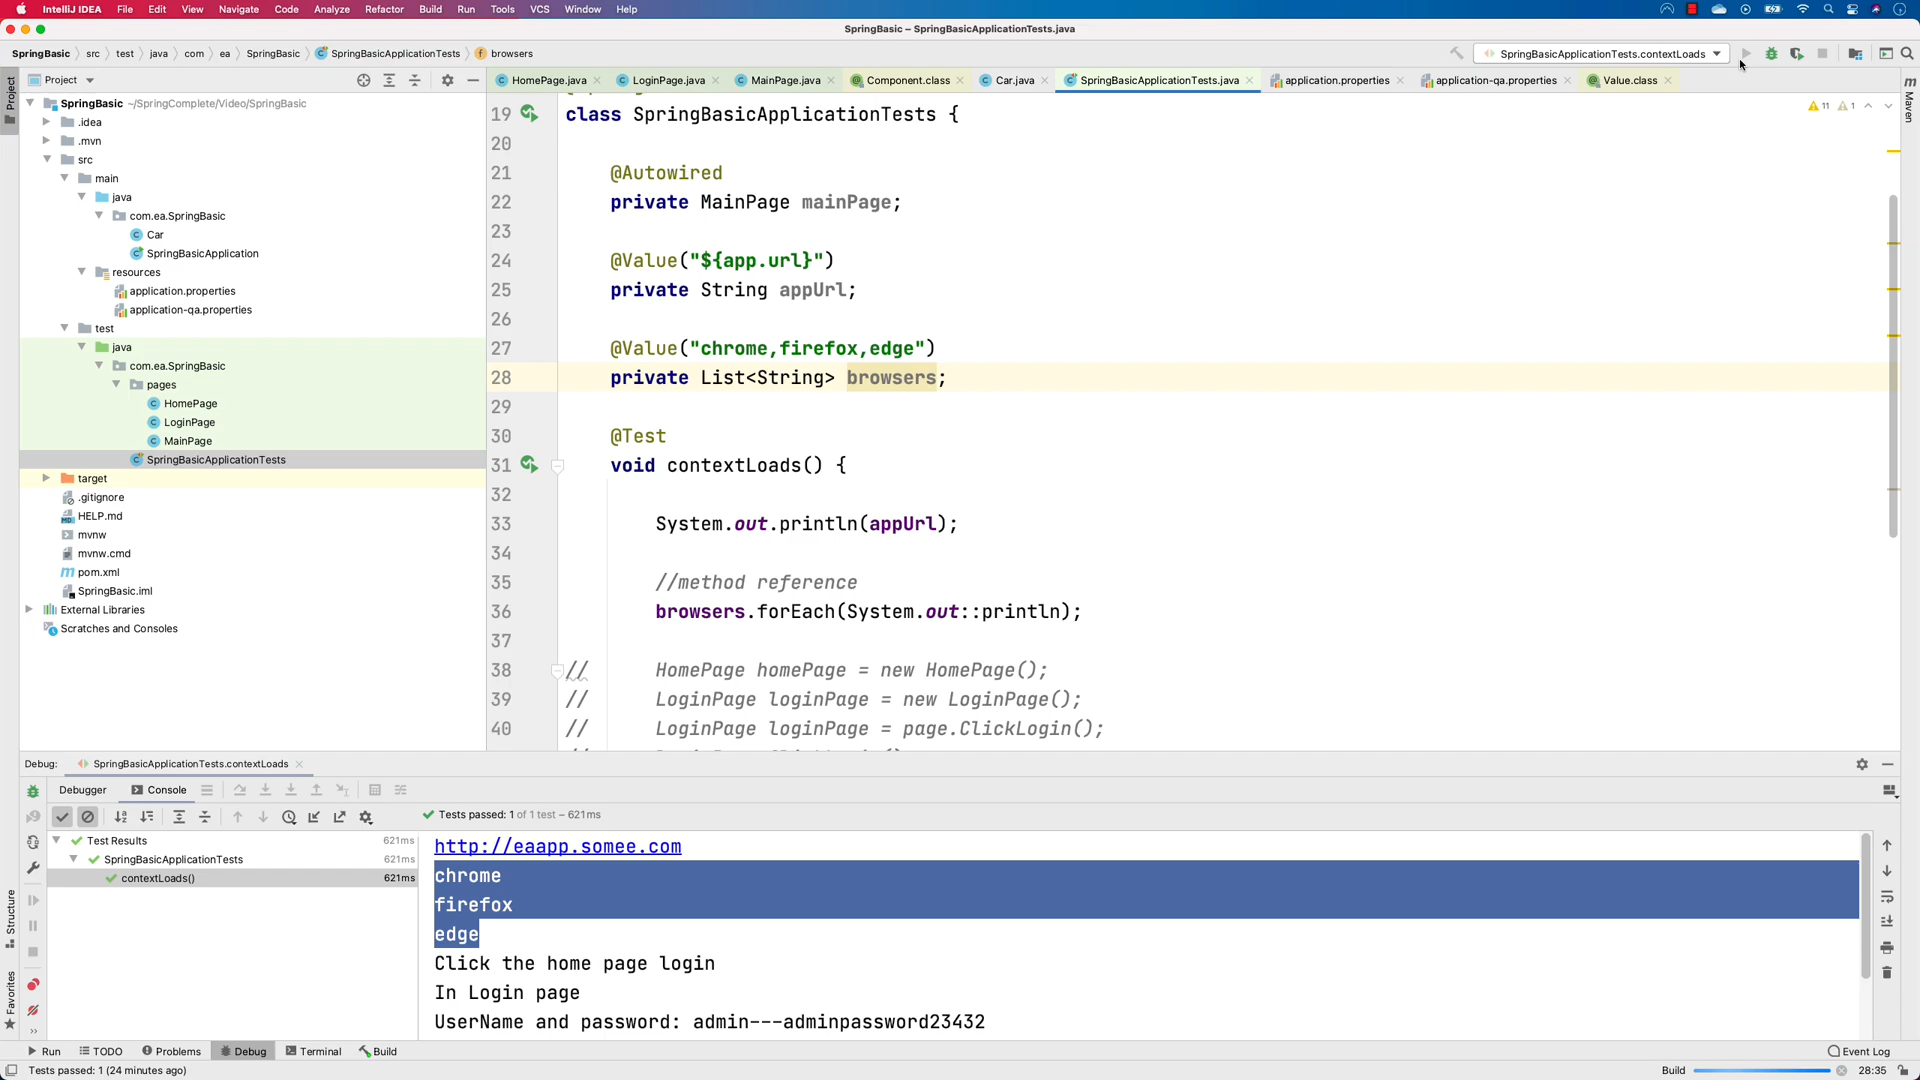 IntelliJ IDEA File Edit View Navigate Code Analyze Refactor Build Run Tools VCS Window Help
SpringBasic – SpringBasicApplicationTests.java
SpringBasic src test java com ea SpringBasic SpringBasicApplicationTests browsers
SpringBasicApplicationTests.contextLoads
Project
HomePage.java LoginPage.java MainPage.java Component.class Car.java SpringBasicApplicationTests.java application.properties application-qa.properties Value.class
Project
Maven
Structure
Favorites
SpringBasic ~/SpringComplete/Video/SpringBasic
.idea
.mvn
src
main
java
com.ea.SpringBasic
Car
SpringBasicApplication
resources
application.properties
application-qa.properties
test
java
com.ea.SpringBasic
pages
HomePage
LoginPage
MainPage
SpringBasicApplicationTests
target
.gitignore
HELP.md
mvnw
mvnw.cmd
pom.xml
SpringBasic.iml
External Libraries
Scratches and Consoles
11 1
19 class SpringBasicApplicationTests {
20
21 @Autowired
22 private MainPage mainPage;
23
24 @Value("${app.url}")
25 private String appUrl;
26
27 @Value("chrome,firefox,edge")
28 private List<String> browsers;
29
30 @Test
31 void contextLoads() {
32
33 System.out.println(appUrl);
34
35 //method reference
36 browsers.forEach(System.out::println);
37
38 // HomePage homePage = new HomePage();
39 // LoginPage loginPage = new LoginPage();
40 // LoginPage loginPage = page.ClickLogin();
Debug: SpringBasicApplicationTests.contextLoads
Debugger Console
Tests passed: 1 of 1 test – 621ms
Test Results 621ms
SpringBasicApplicationTests 621ms
contextLoads() 621ms
http://eaapp.somee.com
chrome
firefox
edge
Click the home page login
In Login page
UserName and password: admin---adminpassword23432
Run TODO Problems Debug Terminal Build Event Log
Tests passed: 1 (24 minutes ago) Build 28:35